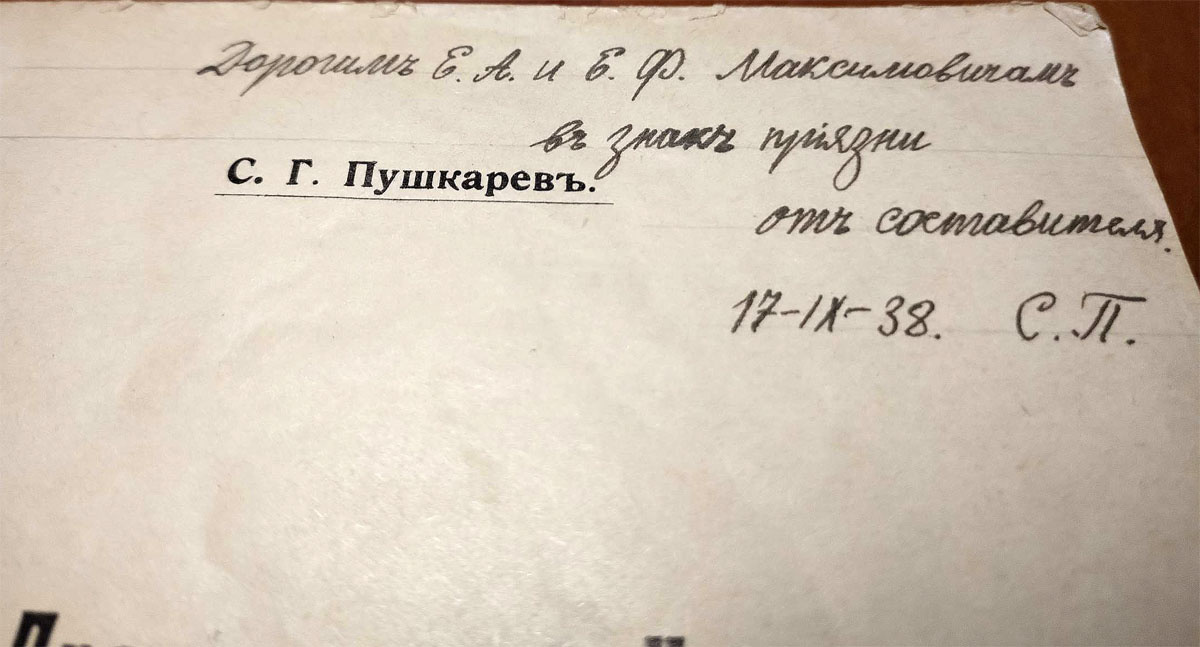 Дорогимъ Е. А. и Е. Ф. Максимовичамъ
въ знакъ пріязни
С. Г. Пушкаревъ.
отъ составителя.
17-IX-38. С. П.